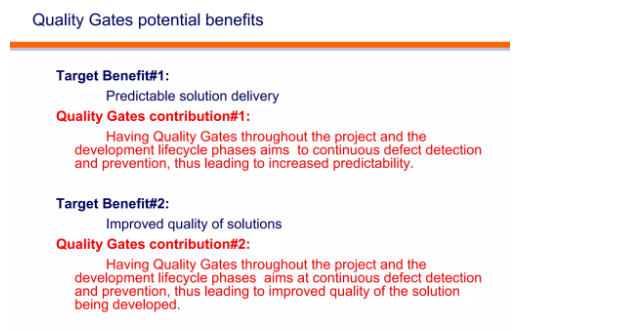 Quality Gates potential benefits
Target Benefit#1:
Predictable solution delivery
Quality Gates contribution#1:
Having Quality Gates throughout the project and the
development lifecycle phases aims to continuous defect detection
and prevention, thus leading to increased predictability.
Target Benefit#2:
Improved quality of solutions
Quality Gates contribution#2:
Having Quality Gates throughout the project and the
development lifecycle phases aims at continuous defect detection
and prevention, thus leading to improved quality of the solution
being developed.